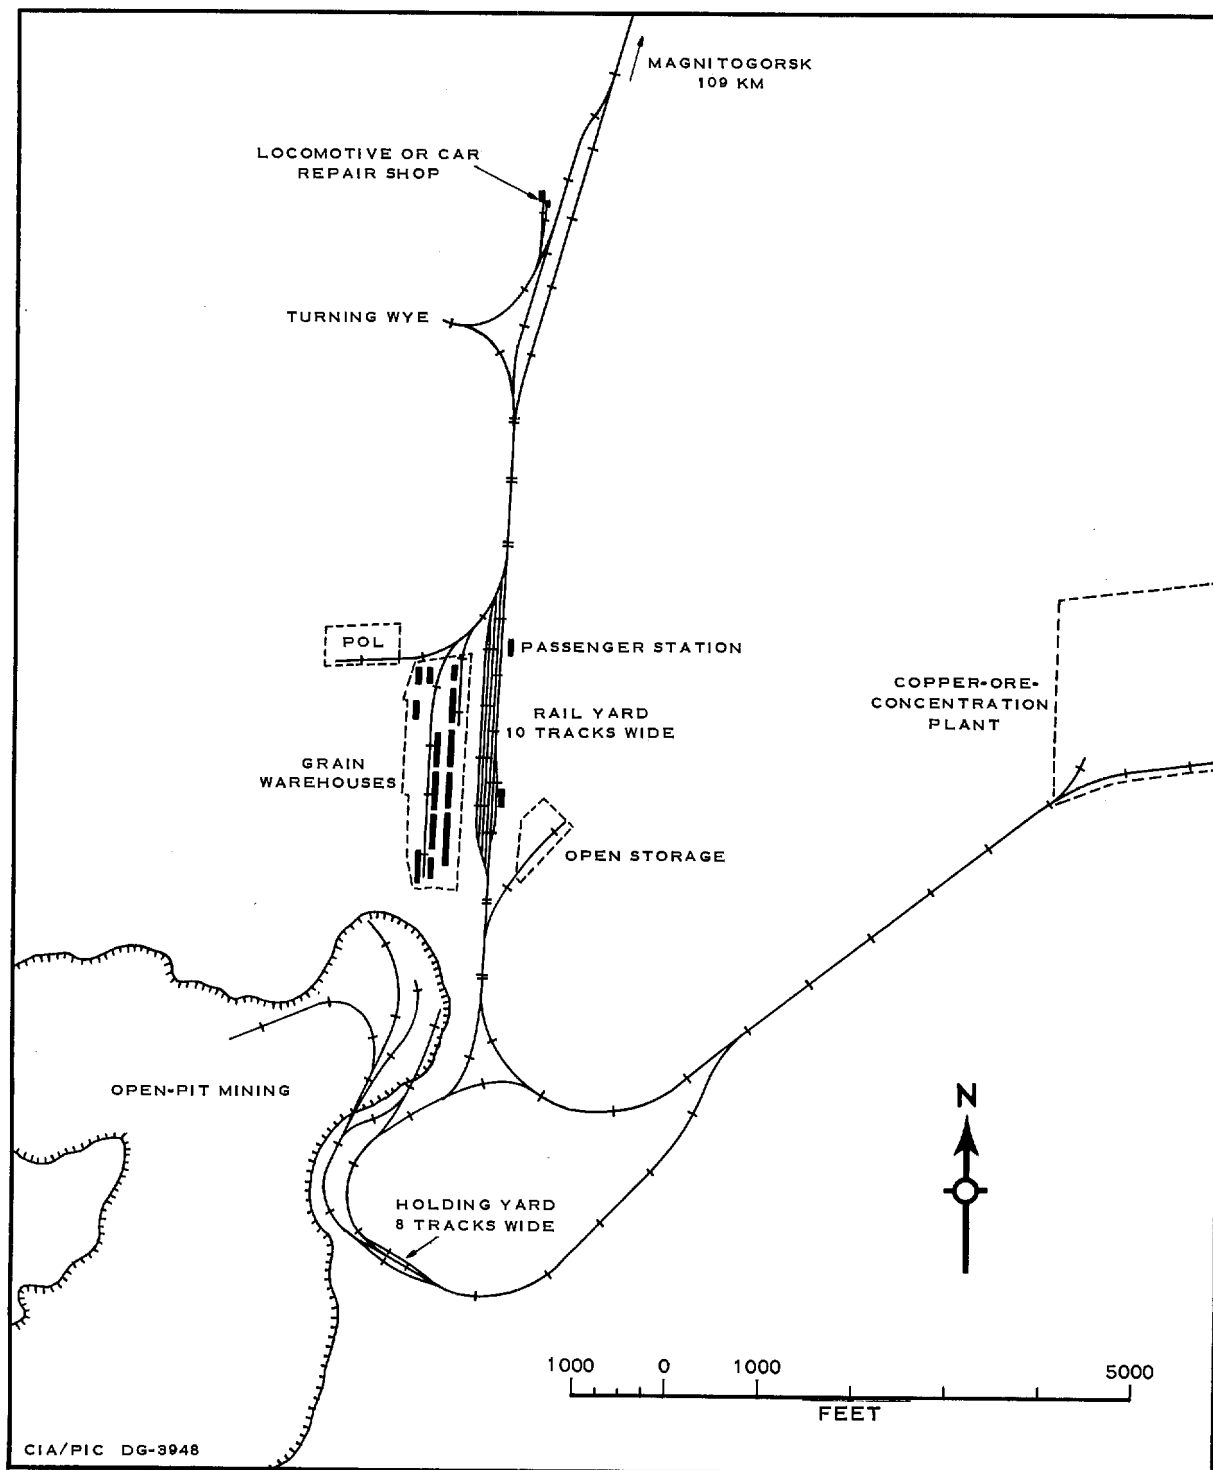 MAGNITOGORSK
109 KM
LOCOMOTIVE OR CAR
REPAIR SHOP
TURNING WYE
POL
PASSENGER STATION
COPPER-ORE-
CONCENTRATION
PLANT
RAIL YARD
10 TRACKS WIDE
GRAIN
WAREHOUSES
OPEN STORAGE
OPEN-PIT MINING
N
HOLDING YARD
8 TRACKS WIDE
1000 0 1000 5000
FEET
CIA/PIC DG-3948